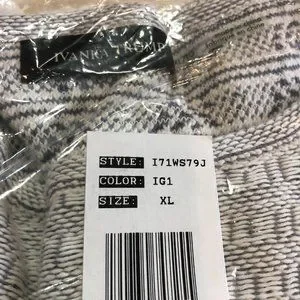 IVANKA TRUMP
STYLE: I71WS79J
COLOR: IG1
SIZE: XL